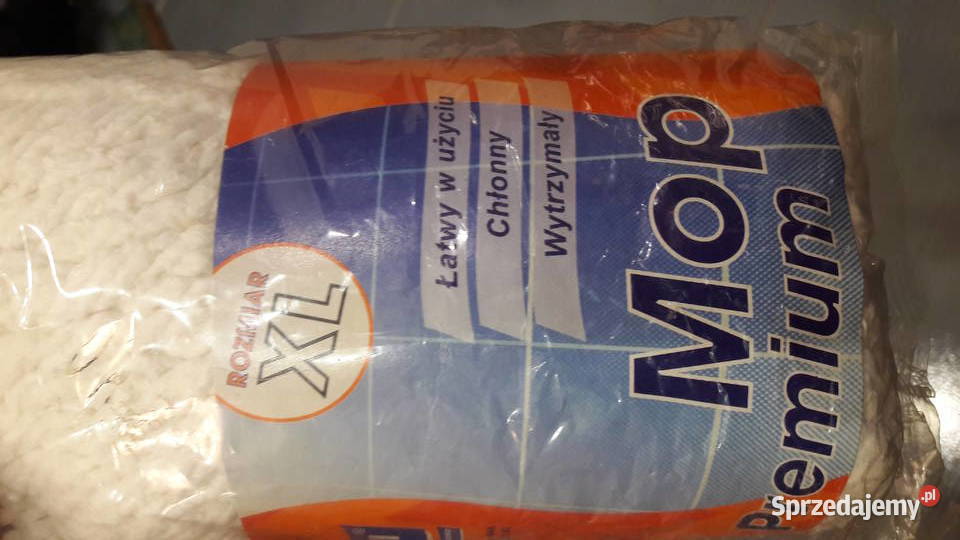 Mop
Premium
Łatwy w użyciu
Chłonny
Wytrzymały
ROZMIAR
XL
Sprzedajemy.pl